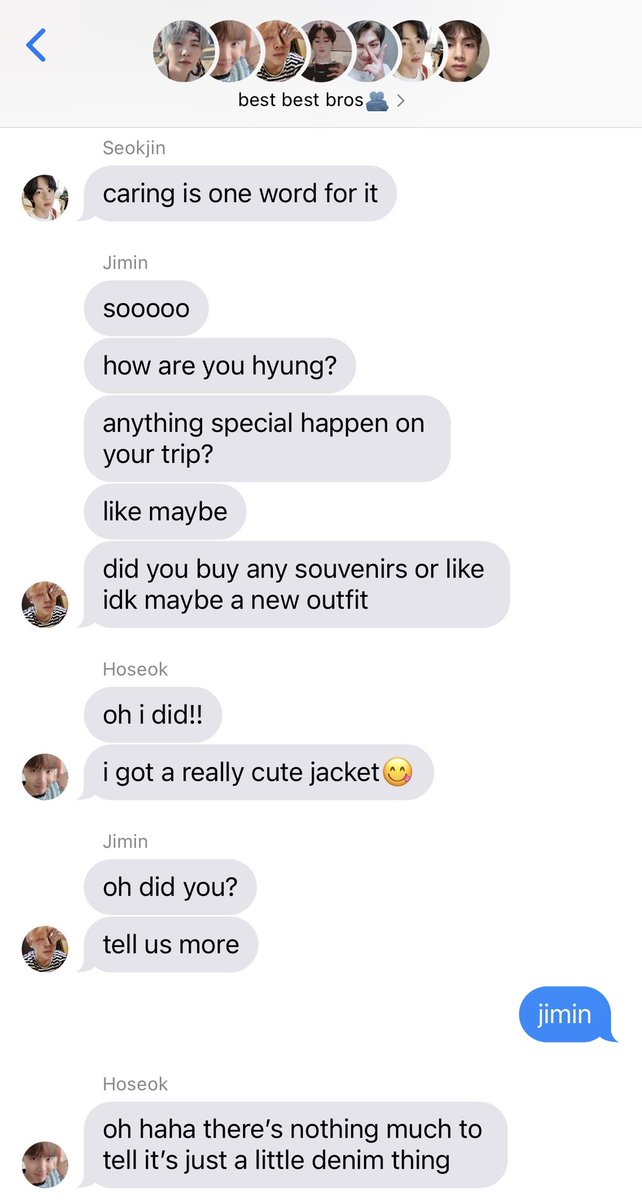 best best bros🫂 >
Seokjin
caring is one word for it
Jimin
sooooo
how are you hyung?
anything special happen on
your trip?
like maybe
did you buy any souvenirs or like
idk maybe a new outfit
Hoseok
oh i did!!
i got a really cute jacket😋
Jimin
oh did you?
tell us more
jimin
Hoseok
oh haha there’s nothing much to
tell it’s just a little denim thing